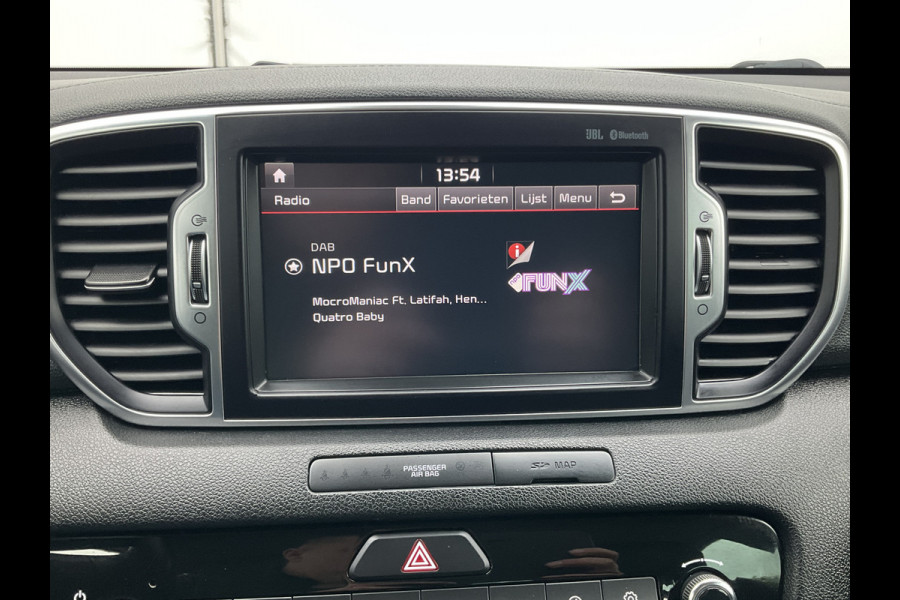 JBL Bluetooth
13:54
Radio Band Favorieten Lijst Menu
DAB
NPO FunX
FUNX
MocroManiac Ft. Latifah, Hen...
Quatro Baby
PASSENGER
AIR BAG
SD MAP